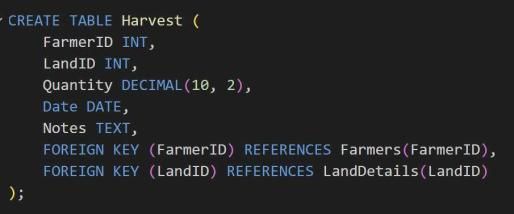 CREATE TABLE Harvest (
    FarmerID INT,
    LandID INT,
    Quantity DECIMAL(10, 2),
    Date DATE,
    Notes TEXT,
    FOREIGN KEY (FarmerID) REFERENCES Farmers(FarmerID),
    FOREIGN KEY (LandID) REFERENCES LandDetails(LandID)
);